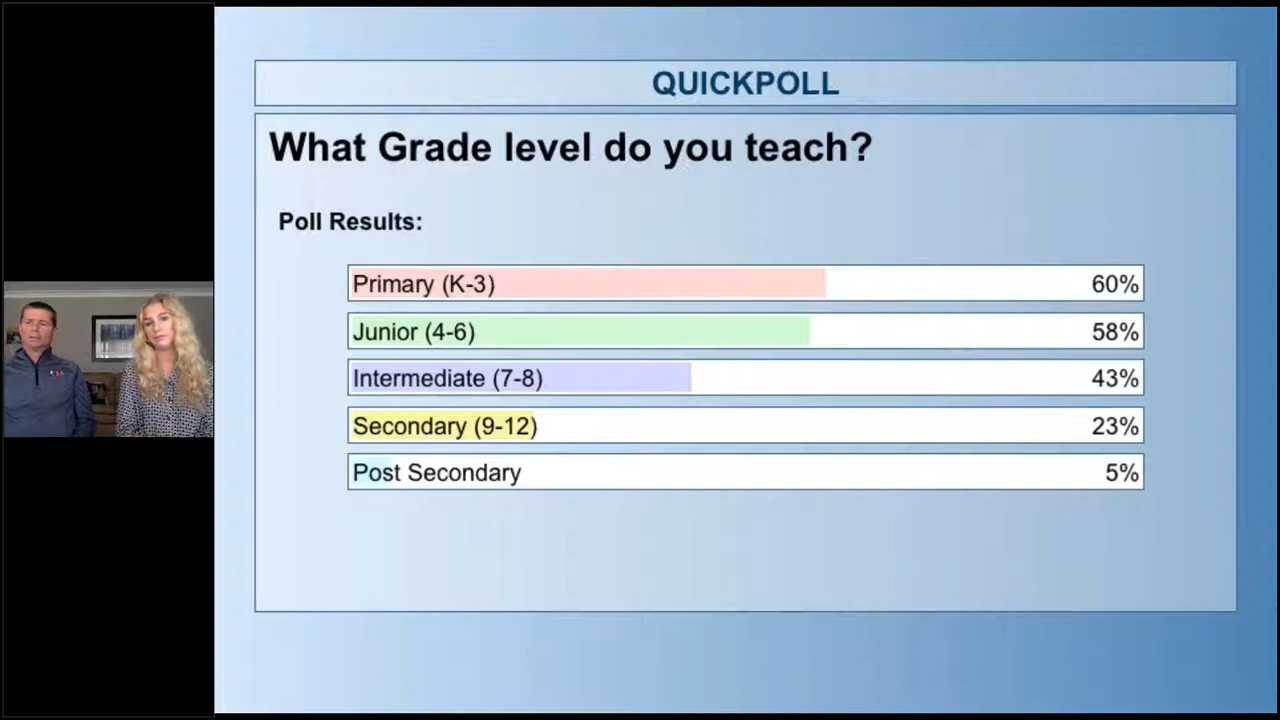 QUICKPOLL
What Grade level do you teach?
Poll Results:
Primary (K-3) 60%
Junior (4-6) 58%
Intermediate (7-8) 43%
Secondary (9-12) 23%
Post Secondary 5%